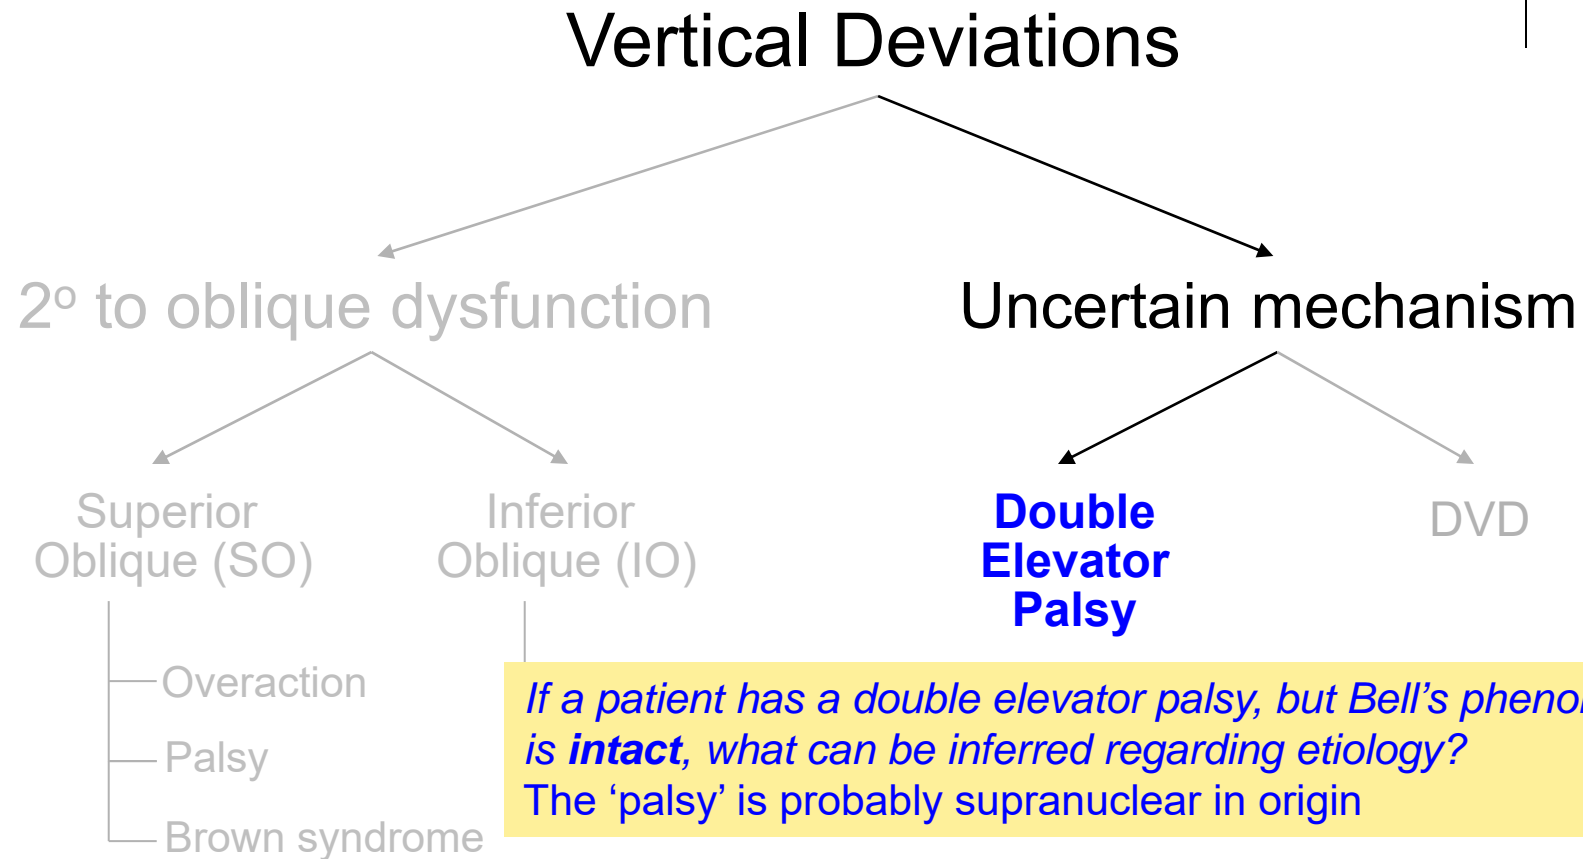 Vertical Deviations
2º to oblique dysfunction
Uncertain mechanism
Superior
Oblique (SO)
Inferior
Oblique (IO)
Double
Elevator
Palsy
DVD
Overaction
Palsy
Brown syndrome
If a patient has a double elevator palsy, but Bell’s
is intact, what can be inferred regarding etiology?
The ‘palsy’ is probably supranuclear in origin